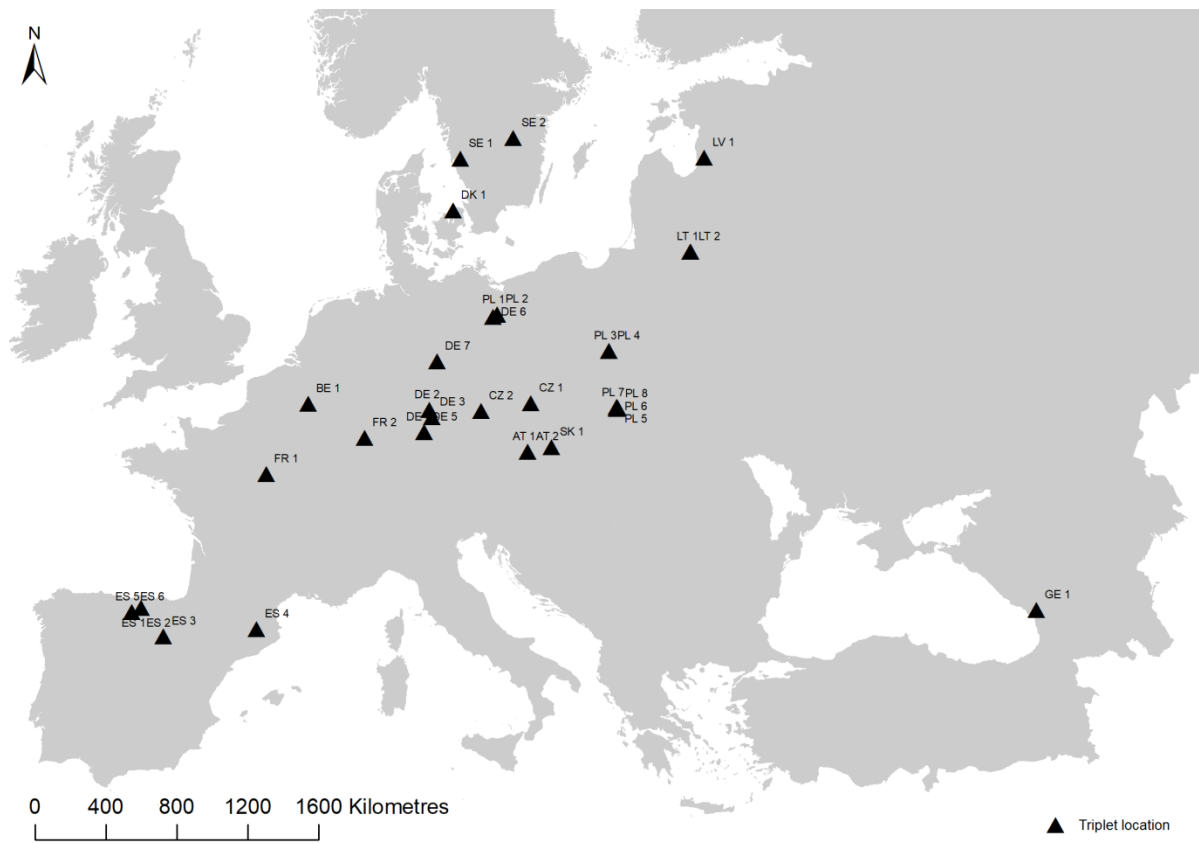 N
SE 2
SE 1
LV 1
DK 1
LT 1LT 2
PL 1PL 2
DE 6
PL 3PL 4
DE 7
BE 1
DE 2
DE 3
CZ 2
CZ 1
PL 7 PL 8
PL 6
PL 5
FR 2
DE 5
AT 1AT 2
SK 1
FR 1
ES 5ES 6
ES 1ES 2
ES 3
ES 4
GE 1
0 400 800 1200 1600 Kilometres
Triplet location